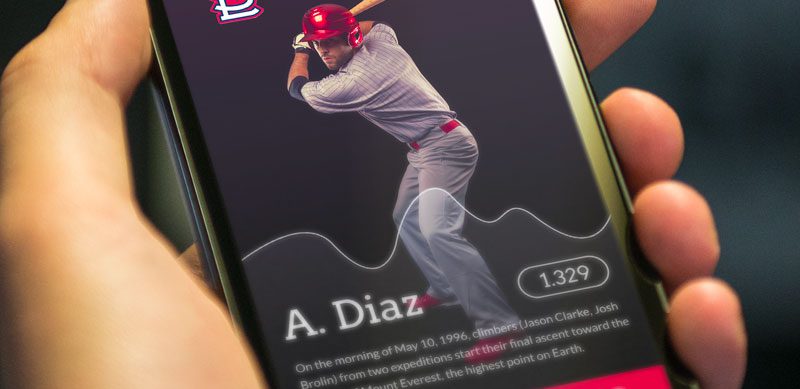 1.329
A. Diaz
On the morning of May 10, 1996, climbers (Jason Clarke, Josh
Brolin) from two expeditions start their final ascent toward the
Mount Everest, the highest point on Earth.